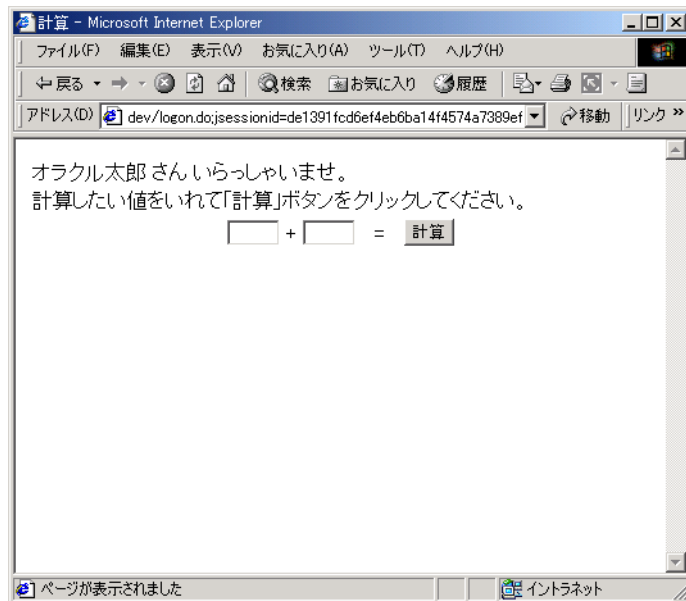 計算 - Microsoft Internet Explorer
ファイル(F) 編集(E) 表示(V) お気に入り(A) ツール(T) ヘルプ(H)
戻る 検索 お気に入り 履歴
アドレス(D) dev/logon.do;jsessionid=de1391fcd6ef4eb6ba14f4574a7389ef 移動 リンク »
オラクル太郎 さん いらっしゃいませ。
計算したい値をいれて「計算」ボタンをクリックしてください。
+ = 計算
ページが表示されました イントラネット